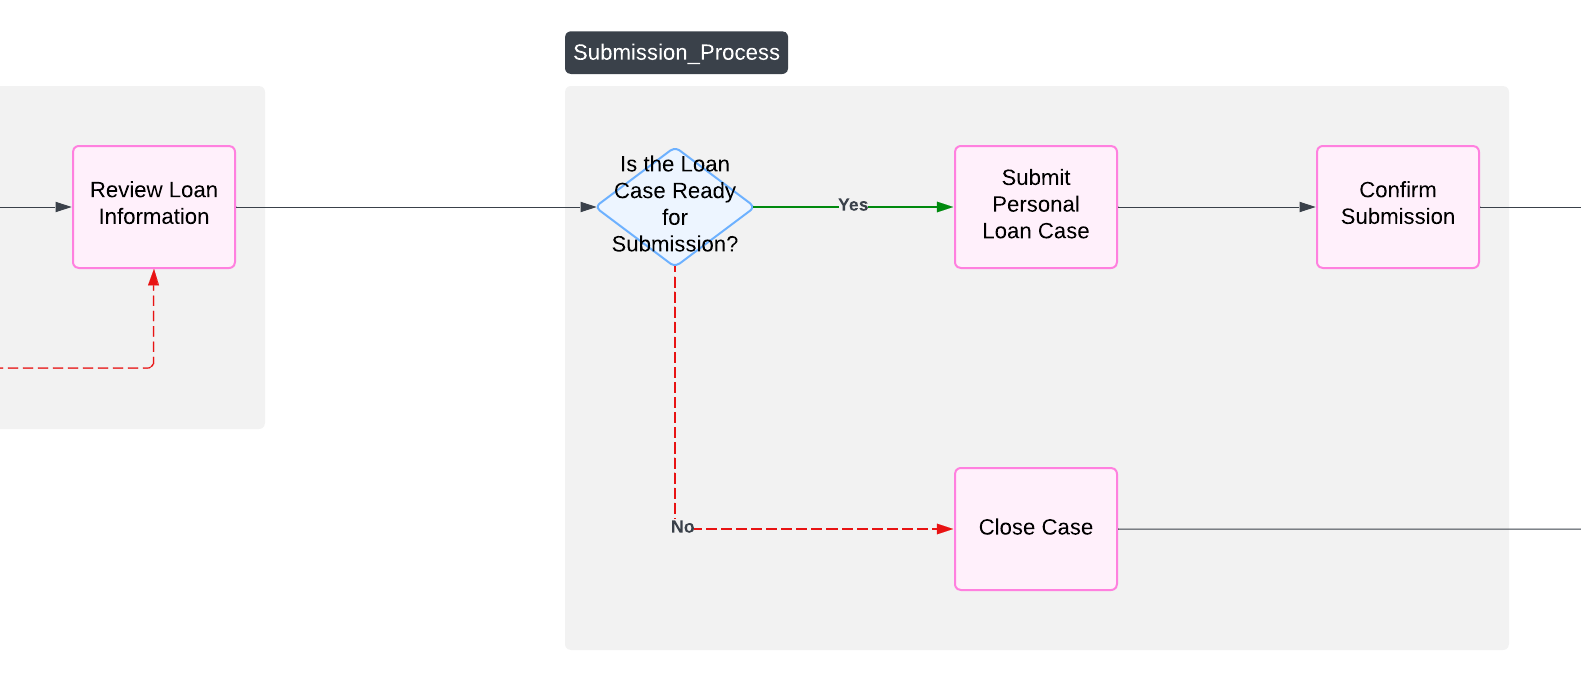 Submission_Process
Review Loan
Information
Is the Loan
Case Ready
for
Submission?
Yes
Submit
Personal
Loan Case
Confirm
Submission
No
Close Case